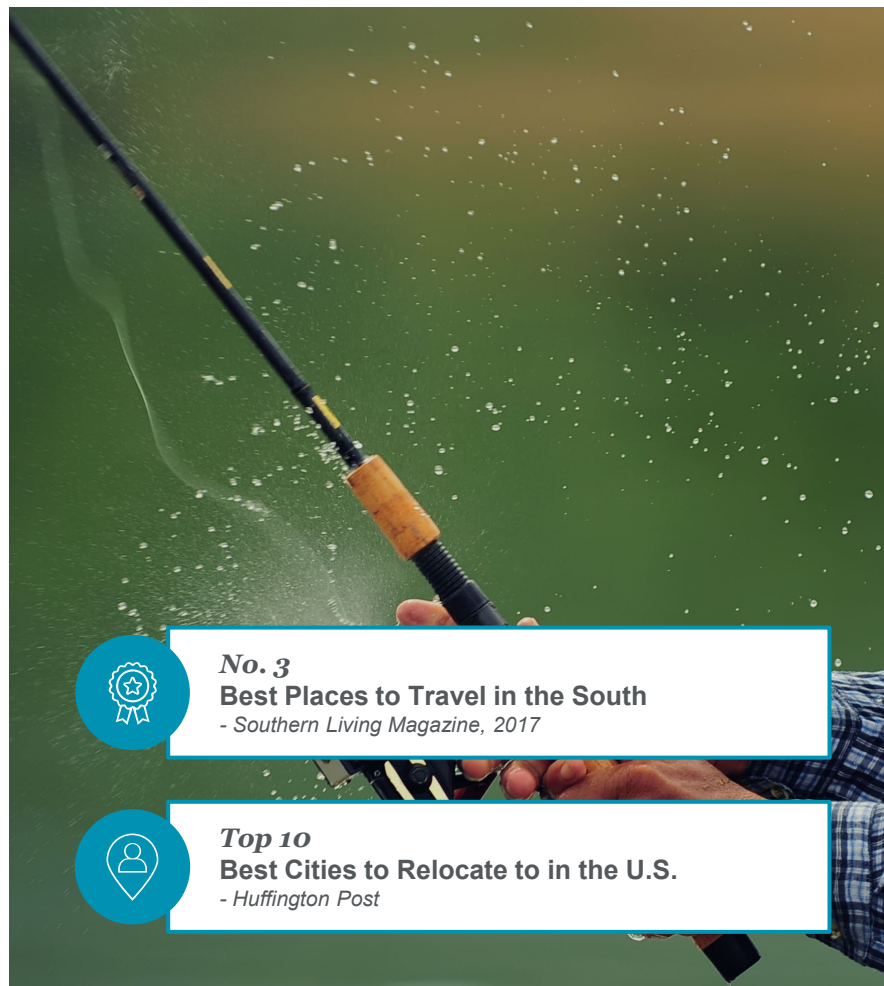 No. 3
Best Places to Travel in the South
- Southern Living Magazine, 2017
Top 10
Best Cities to Relocate to in the U.S.
- Huffington Post